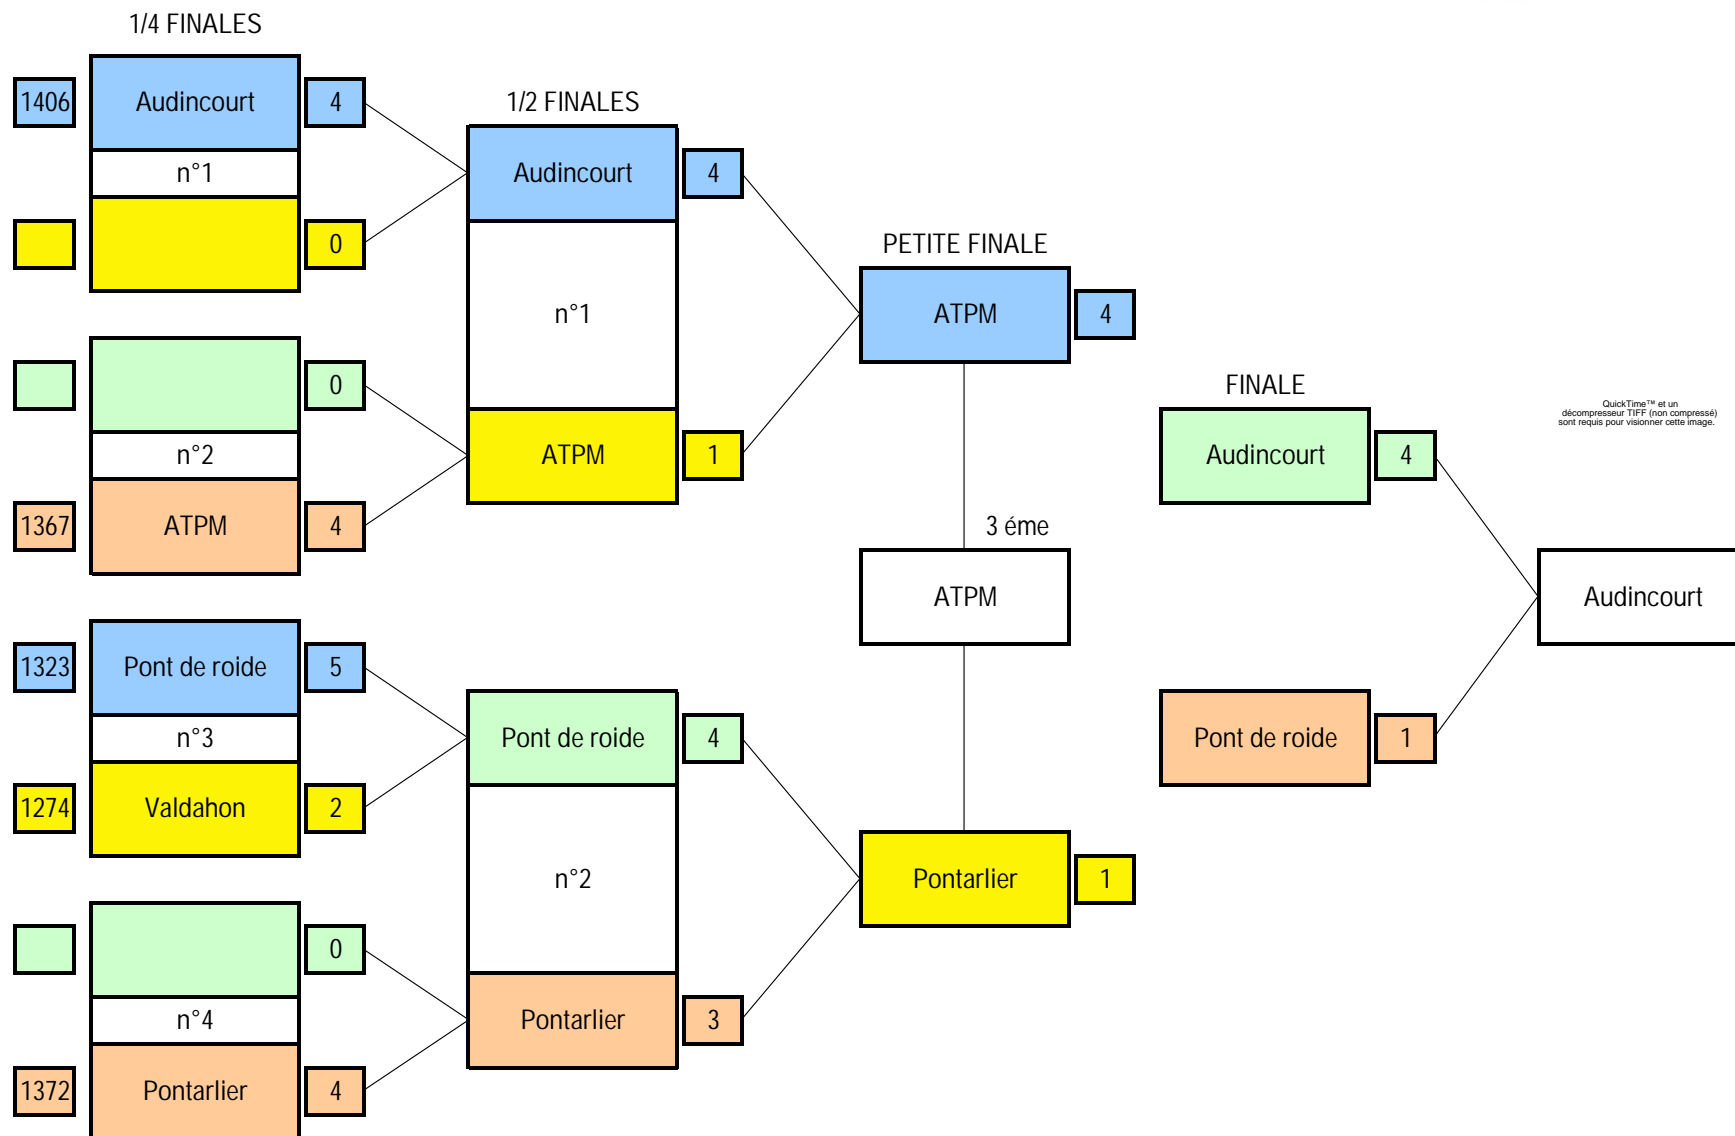 1/4 FINALES
1406 Audincourt 4
n°1
0
0
n°2
1367 ATPM 4
1323 Pont de roide 5
n°3
1274 Valdahon 2
0
n°4
1372 Pontarlier 4
1/2 FINALES
Audincourt 4
n°1
ATPM 1
Pont de roide 4
n°2
Pontarlier 3
PETITE FINALE
ATPM 4
3 éme
ATPM
Pontarlier 1
FINALE
Audincourt 4
Pont de roide 1
QuickTime™ et un
décompresseur TIFF (non compressé)
sont requis pour visionner cette image.
Audincourt